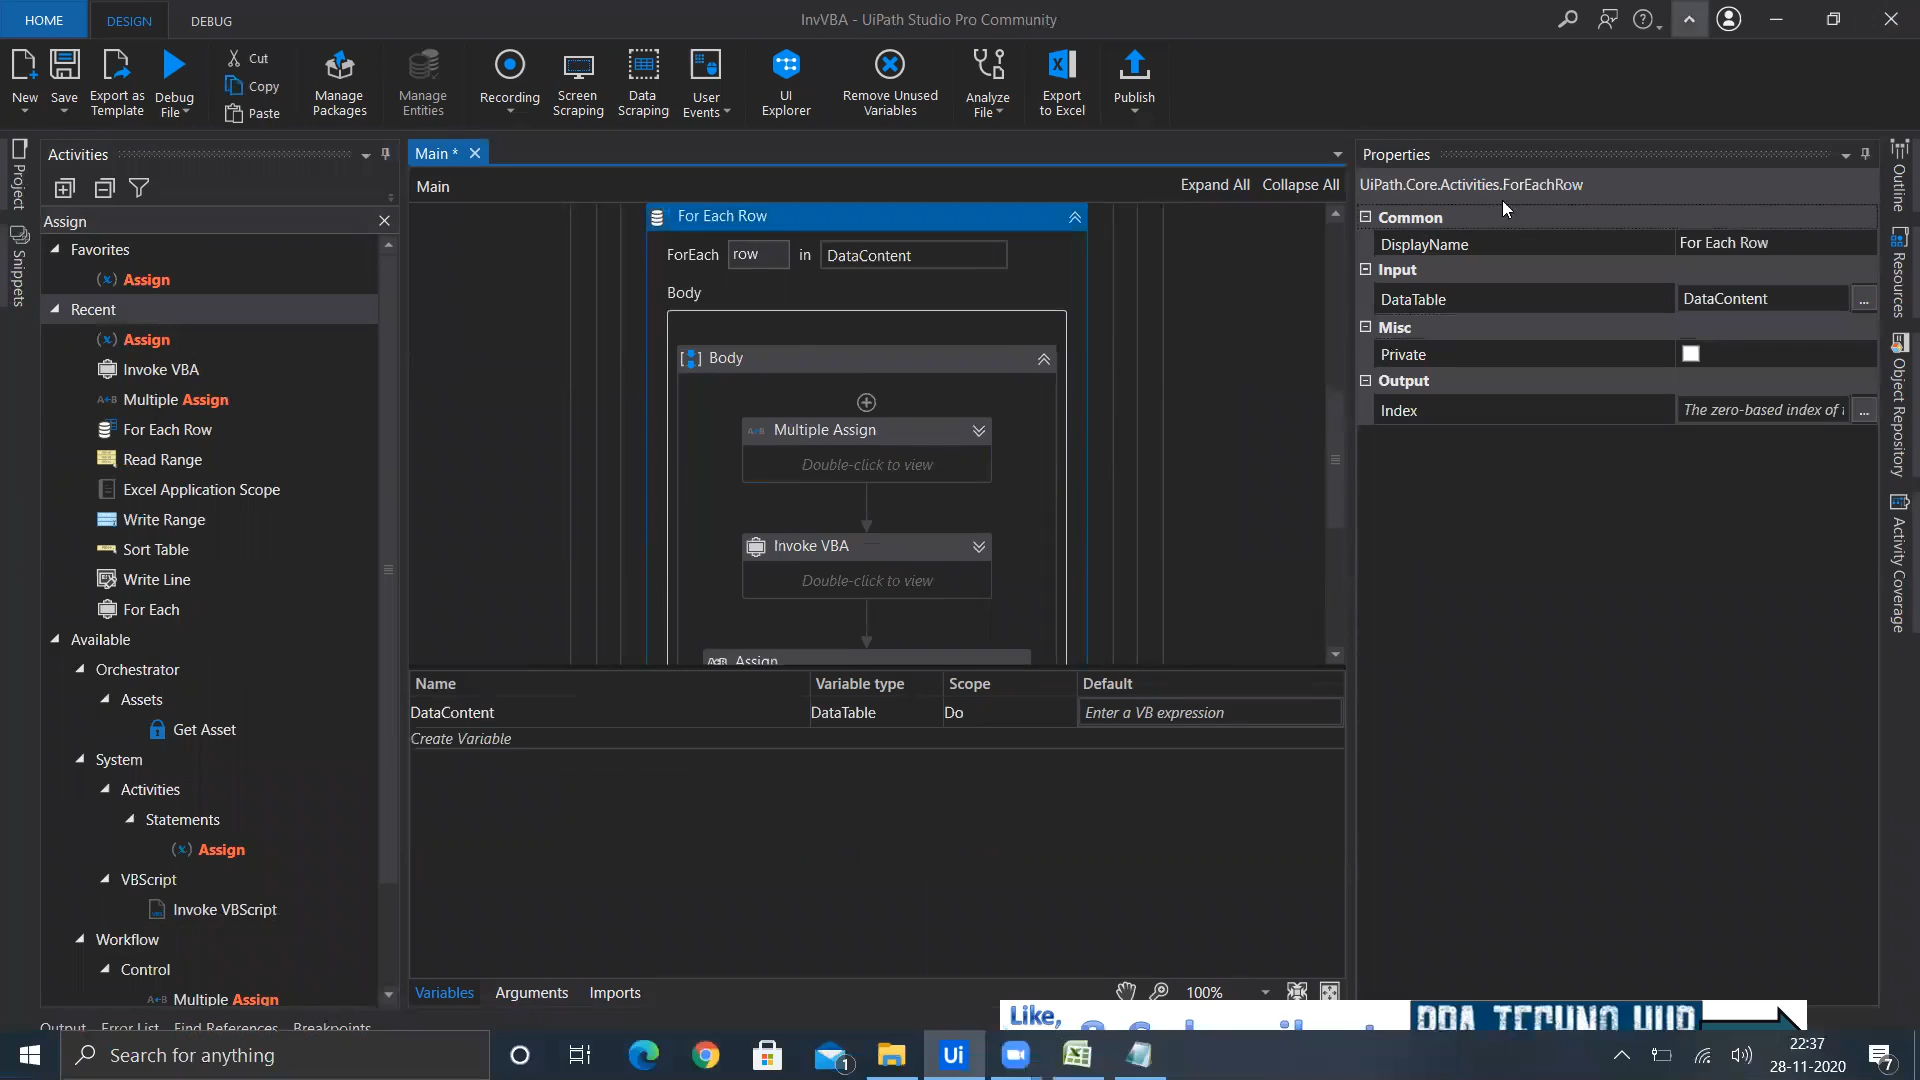 HOME
DESIGN
DEBUG
InvVBA - UiPath Studio Pro Community
New
Save
Export as
Template
Debug
File
Cut
Copy
Paste
Manage
Packages
Manage
Entities
Recording
Screen
Scraping
Data
Scraping
User
Events
UI
Explorer
Remove Unused
Variables
Analyze
File
Export
to Excel
Publish
Project
Snippets
Activities
Assign
Favorites
Assign
Recent
Assign
Invoke VBA
A+B Multiple Assign
For Each Row
Read Range
Excel Application Scope
Write Range
Sort Table
Write Line
For Each
Available
Orchestrator
Assets
Get Asset
System
Activities
Statements
Assign
VBScript
Invoke VBScript
Workflow
Control
A+B Multiple Assign
Main *
Main
Expand All
Collapse All
For Each Row
ForEach row in DataContent
Body
Body
Multiple Assign
Double-click to view
Invoke VBA
Double-click to view
Assign
Name
Variable type
Scope
Default
DataContent
DataTable
Do
Enter a VB expression
Create Variable
Variables
Arguments
Imports
100%
Properties
UiPath.Core.Activities.ForEachRow
Common
DisplayName
For Each Row
Input
DataTable
DataContent
...
Misc
Private
Output
Index
The zero-based index of
...
Outline
Resources
Object Repository
Activity Coverage
Output
Error List
Find References
Breakpoints
Like,
RPA TECHNO HUB
Search for anything
1
Ui
22:37
28-11-2020
7